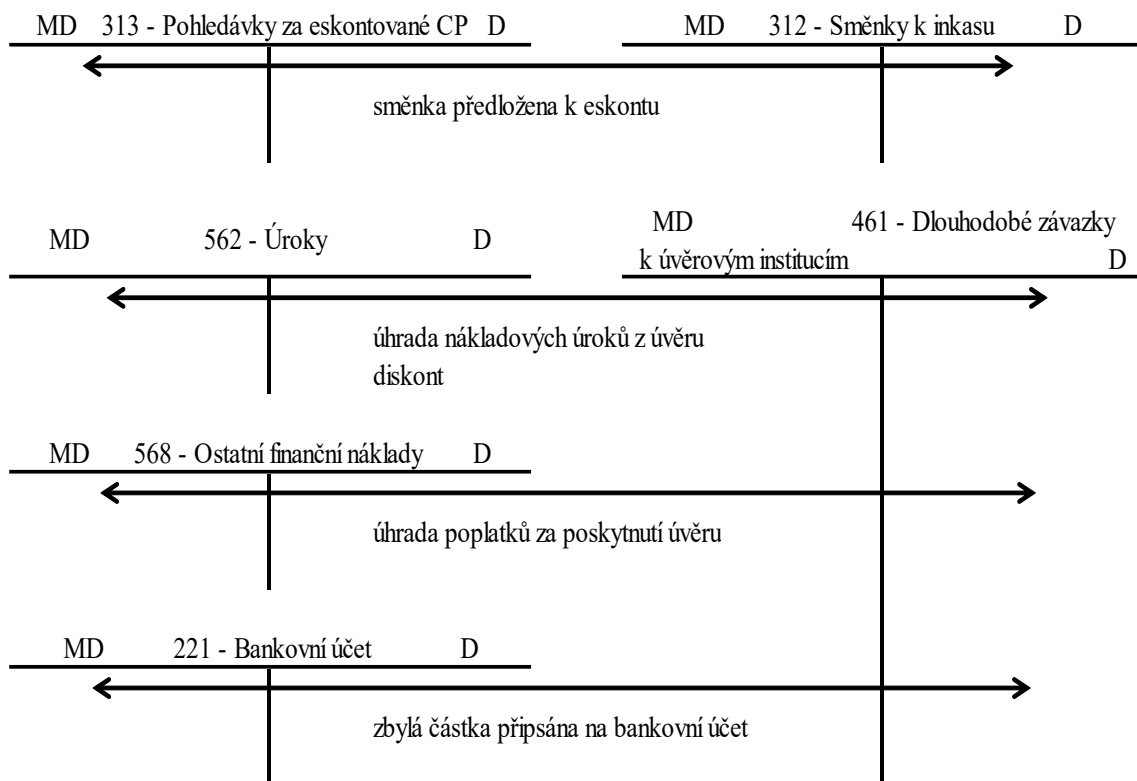 MD 313 - Pohledávky za eskontované CP D MD 312 - Směnky k inkasu D
směnka předložena k eskontu
MD 562 - Úroky D MD 461 - Dlouhodobé závazky
k úvěrovým institucím D
úhrada nákladových úroků z úvěru
diskont
MD 568 - Ostatní finanční náklady D
úhrada poplatků za poskytnutí úvěru
MD 221 - Bankovní účet D
zbylá částka připsána na bankovní účet